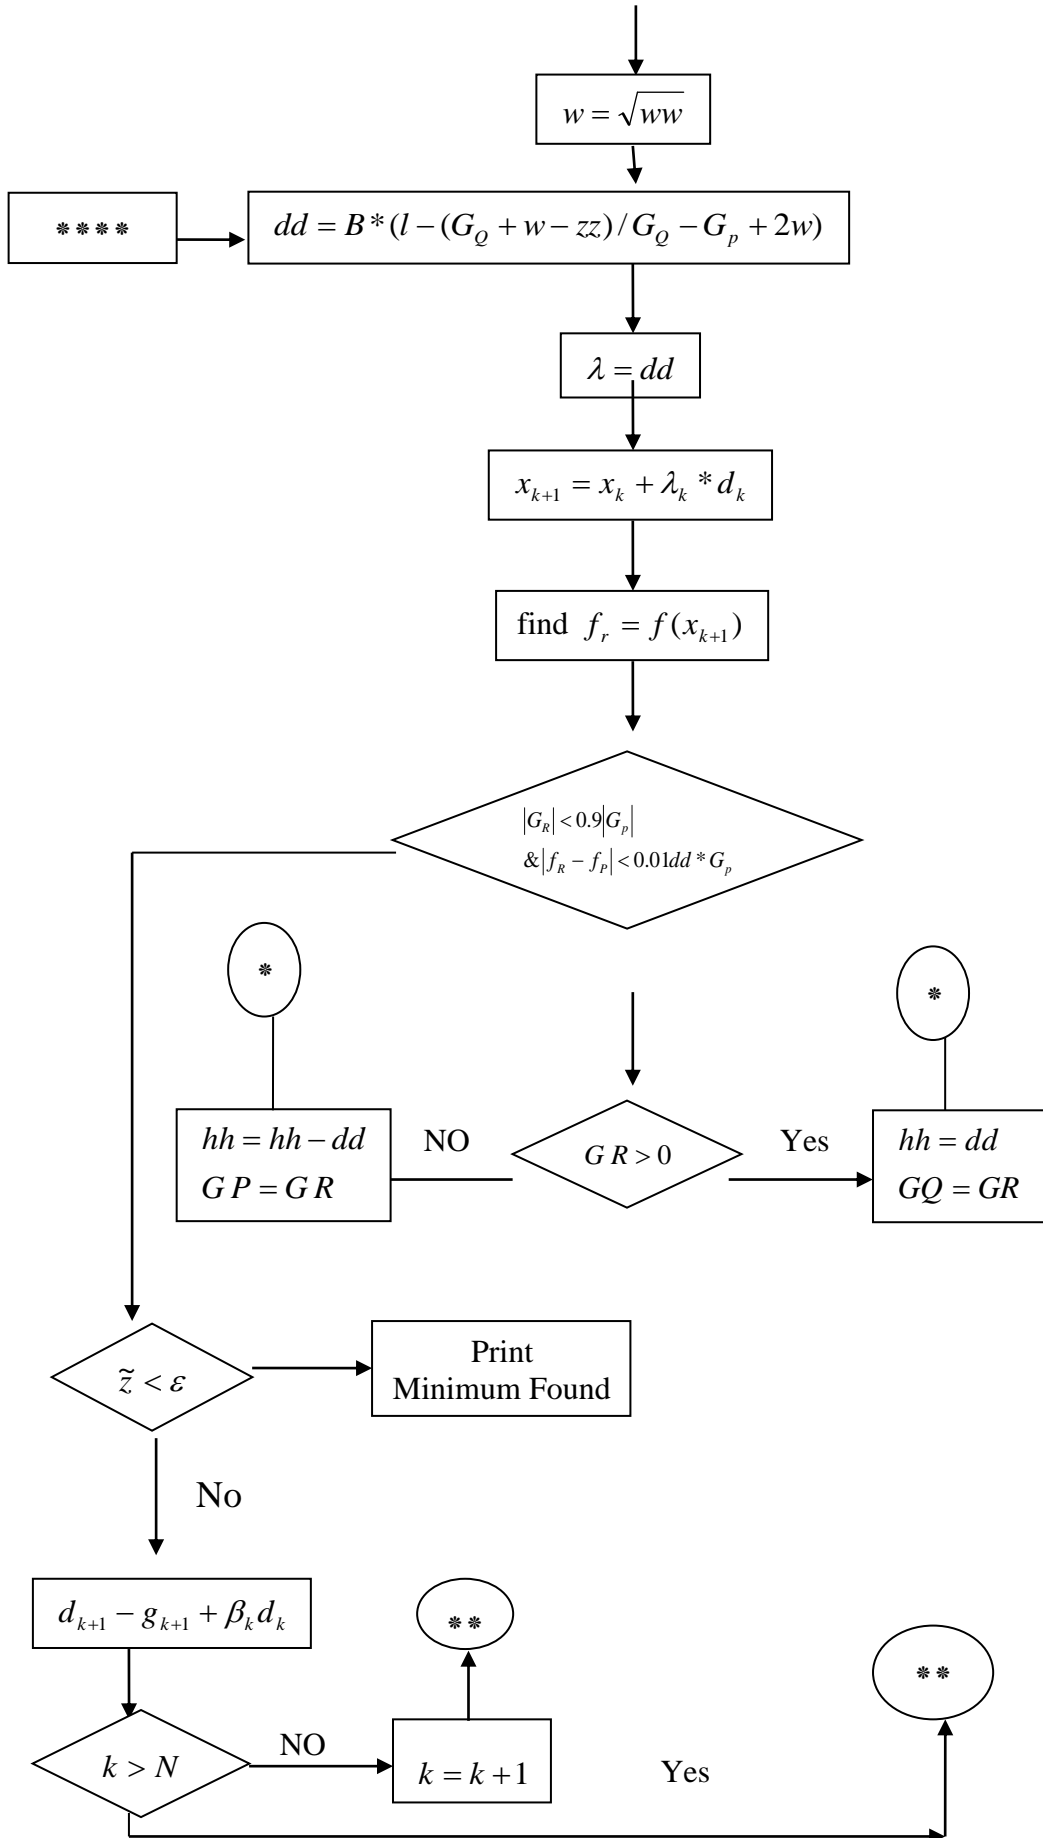 w = √ww
****
dd = B * (l − (G_Q + w − zz) / G_Q − G_p + 2w)
λ = dd
x_{k+1} = x_k + λ_k * d_k
find f_r = f(x_{k+1})
|G_R| < 0.9|G_p|
&|f_R − f_P| < 0.01dd * G_p
*
*
hh = hh − dd
GP = GR
NO
GR > 0
Yes
hh = dd
GQ = GR
z̃ < ε
Print
Minimum Found
No
d_{k+1} − g_{k+1} + β_k d_k
**
**
k > N
NO
k = k + 1
Yes